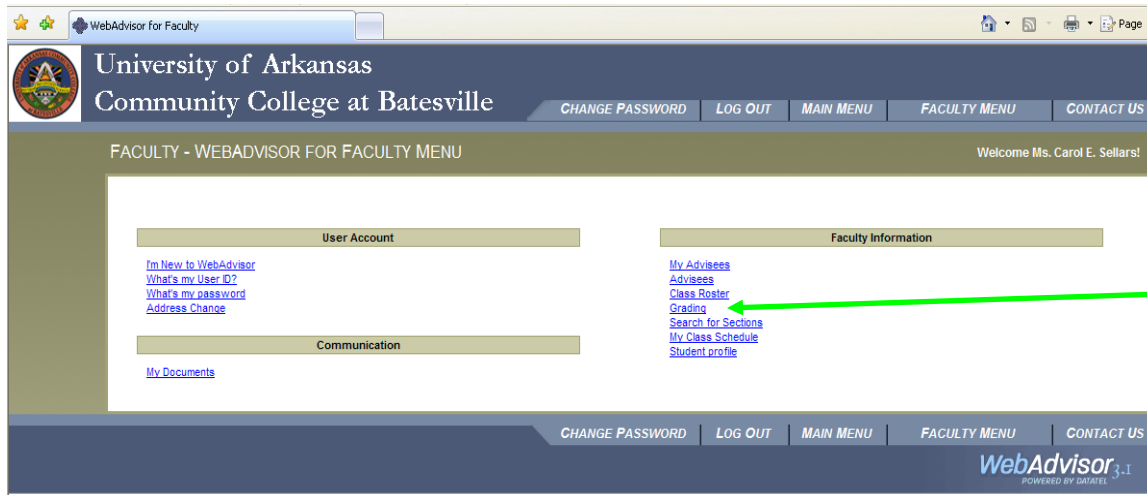 WebAdvisor for Faculty
Page
University of Arkansas
Community College at Batesville
CHANGE PASSWORD LOG OUT MAIN MENU FACULTY MENU CONTACT US
FACULTY - WEBADVISOR FOR FACULTY MENU
Welcome Ms. Carol E. Sellars!
User Account
I'm New to WebAdvisor
What's my User ID?
What's my password
Address Change
Communication
My Documents
Faculty Information
My Advisees
Advisees
Class Roster
Grading
Search for Sections
My Class Schedule
Student profile
CHANGE PASSWORD LOG OUT MAIN MENU FACULTY MENU CONTACT US
WebAdvisor 3.1
POWERED BY DATATEL